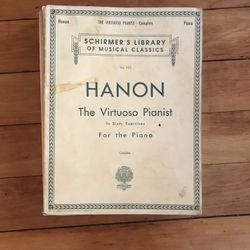 Hanon THE VIRTUOSO PIANIST - Complete Piano
SCHIRMER'S LIBRARY
OF MUSICAL CLASSICS
HANON
The Virtuoso Pianist
In Sixty Exercises
For the Piano
Complete